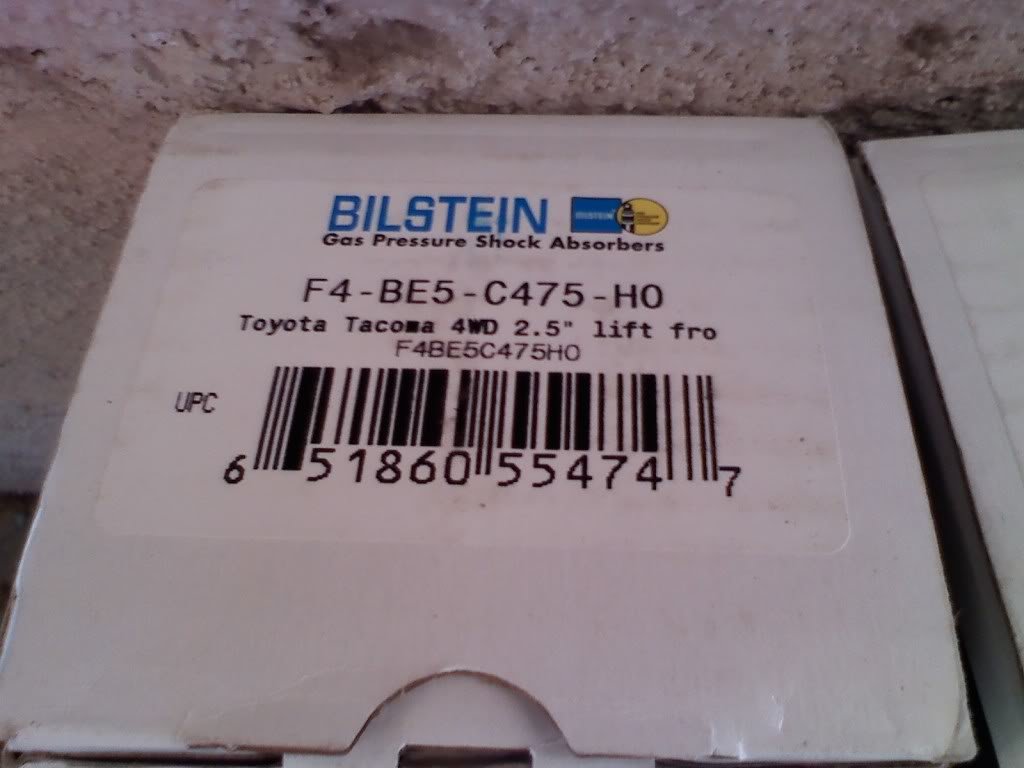 BILSTEIN
BILSTEIN
Gas Pressure Shock Absorbers
F4-BE5-C475-H0
Toyota Tacoma 4WD 2.5" lift fro
F4BE5C475H0
UPC
6 51860 55474 7